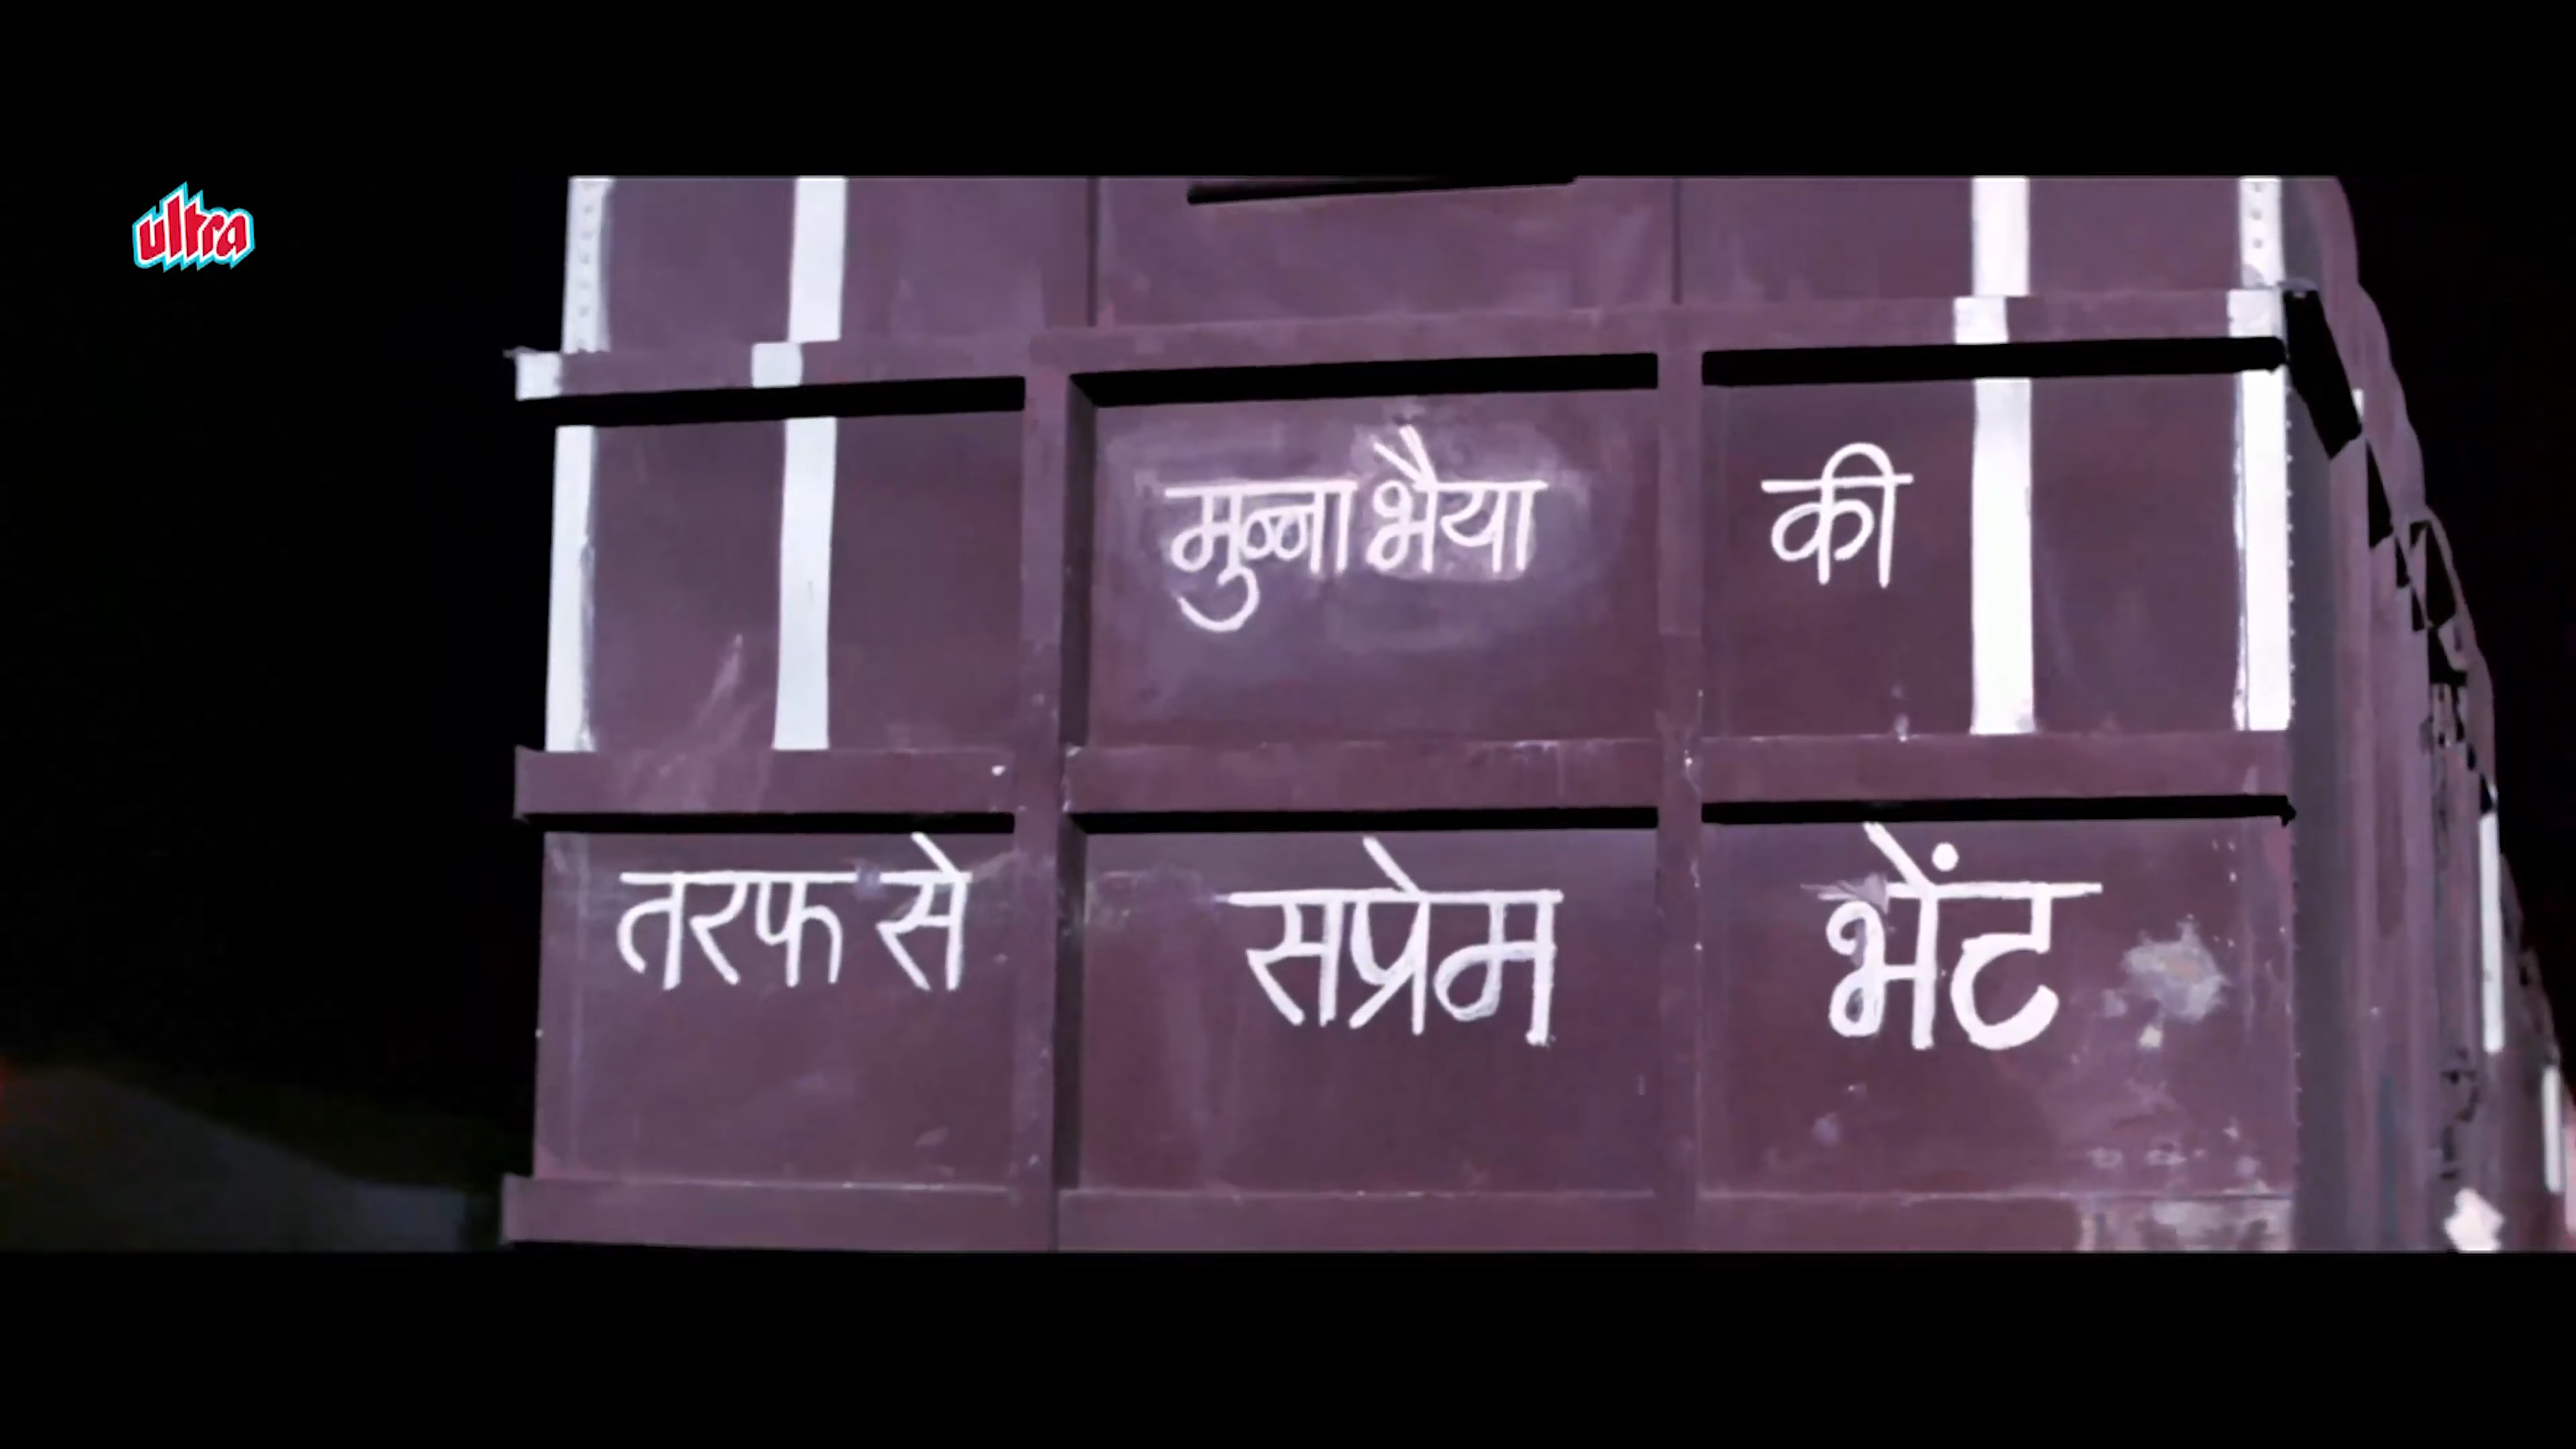 ultra
मुन्ना भैया की
तरफ से सप्रेम भेंट